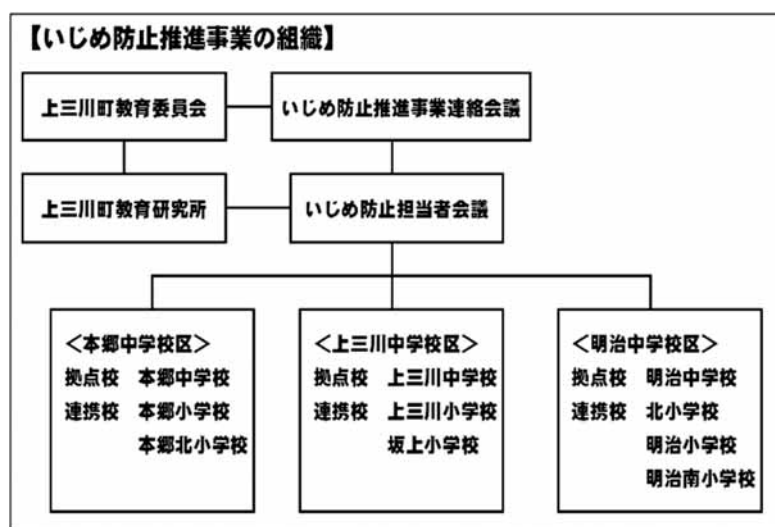 【いじめ防止推進事業の組織】
上三川町教育委員会
いじめ防止推進事業連絡会議
上三川町教育研究所
いじめ防止担当者会議
＜本郷中学校区＞
拠点校 本郷中学校
連携校 本郷小学校
本郷北小学校
＜上三川中学校区＞
拠点校 上三川中学校
連携校 上三川小学校
坂上小学校
＜明治中学校区＞
拠点校 明治中学校
連携校 北小学校
明治小学校
明治南小学校